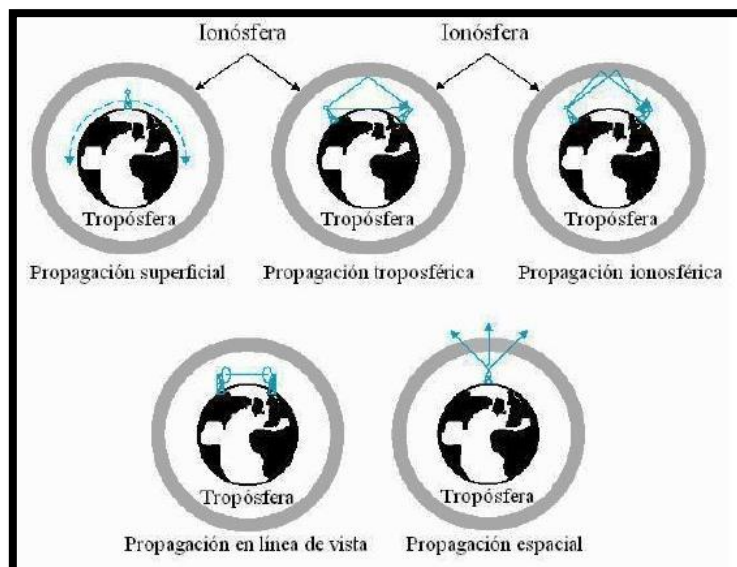 Ionósfera Ionósfera
Tropósfera Tropósfera Tropósfera
Propagación superficial Propagación troposférica Propagación ionosférica
Tropósfera Tropósfera
Propagación en línea de vista Propagación espacial